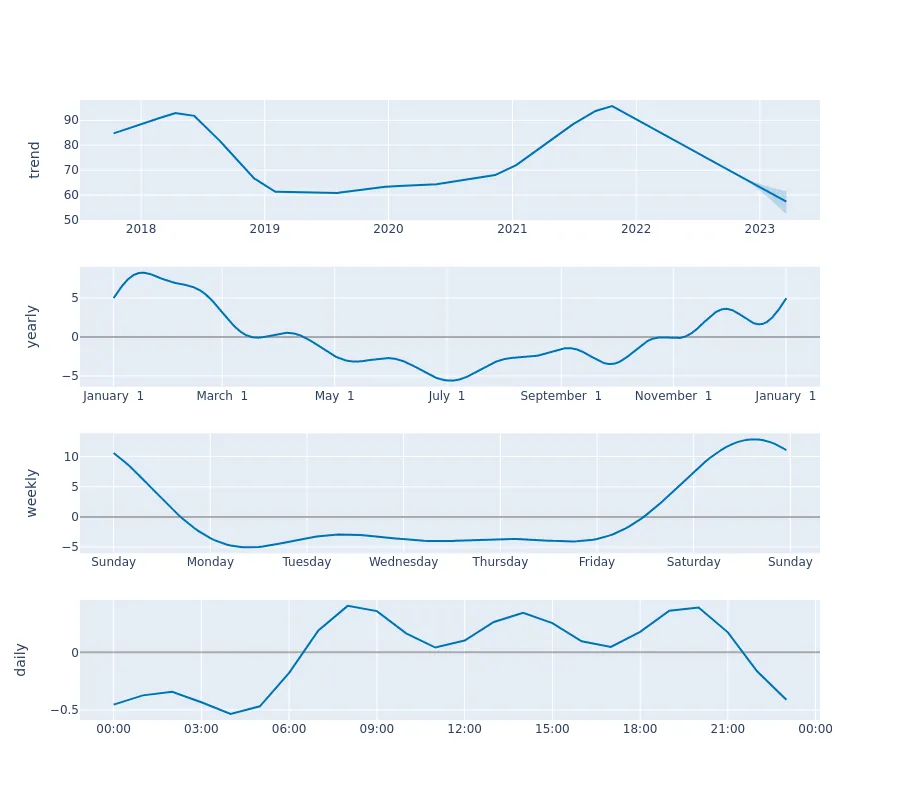 trend
90
80
70
60
50
2018 2019 2020 2021 2022 2023
yearly
5
0
−5
January 1 March 1 May 1 July 1 September 1 November 1 January 1
weekly
10
5
0
−5
Sunday Monday Tuesday Wednesday Thursday Friday Saturday Sunday
daily
0
−0.5
00:00 03:00 06:00 09:00 12:00 15:00 18:00 21:00 00:00